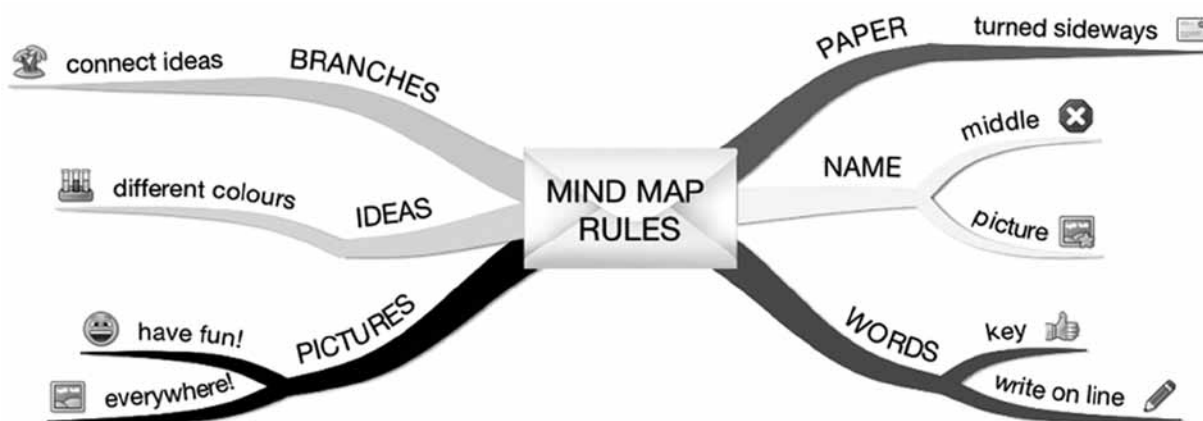 MIND MAP
RULES
PAPER
turned sideways
NAME
middle
picture
WORDS
key
write on line
PICTURES
everywhere!
have fun!
IDEAS
different colours
BRANCHES
connect ideas